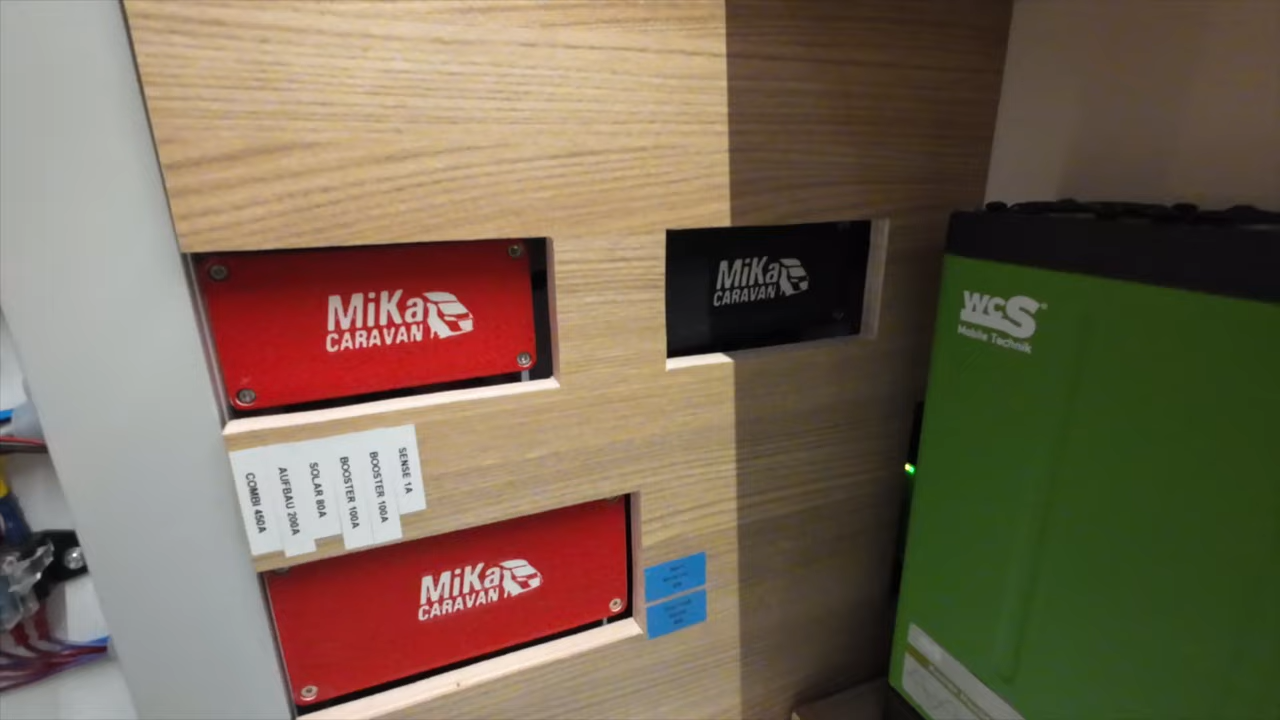 MiKa
CARAVAN
MiKa
CARAVAN
WCS
Mobile Technik
COMBI 450A
AUFBAU 200A
SOLAR 80A
BOOSTER 100A
BOOSTER 100A
SENSE 1A
MiKa
CARAVAN